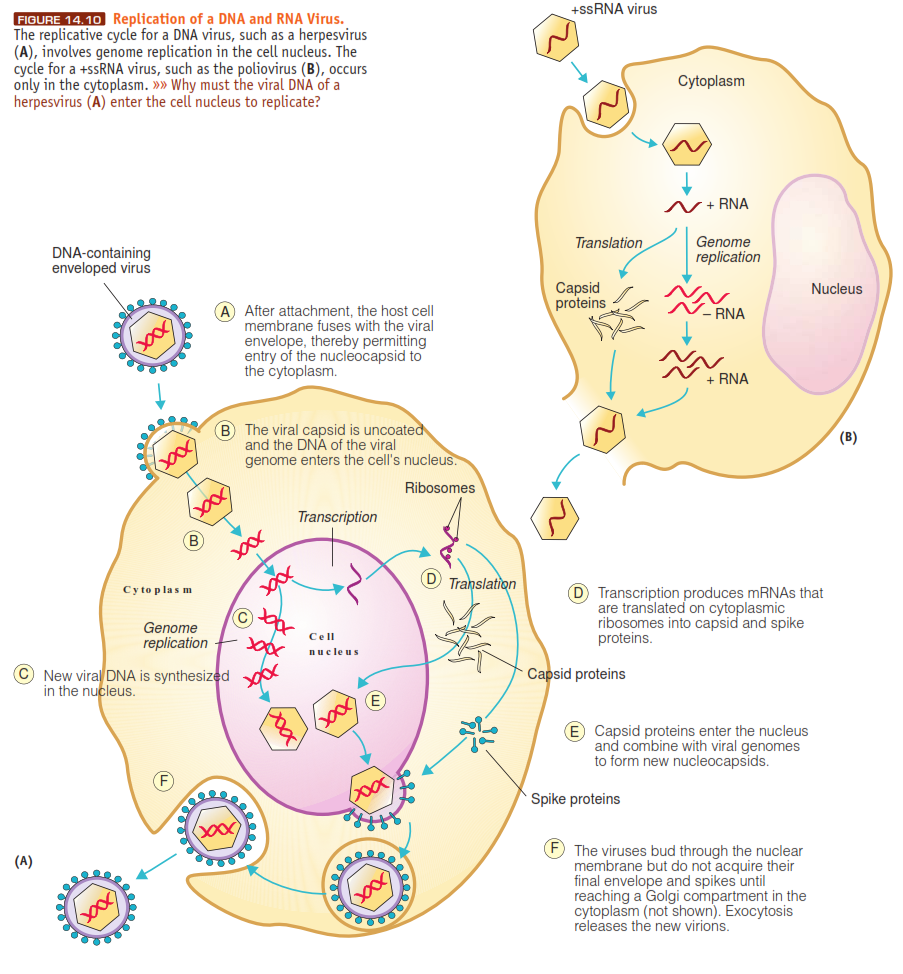 FIGURE 14.10 Replication of a DNA and RNA Virus.
The replicative cycle for a DNA virus, such as a herpesvirus
(A), involves genome replication in the cell nucleus. The
cycle for a +ssRNA virus, such as the poliovirus (B), occurs
only in the cytoplasm. »» Why must the viral DNA of a
herpesvirus (A) enter the cell nucleus to replicate?
+ssRNA virus
Cytoplasm
+ RNA
Translation
Genome
replication
Capsid
proteins
– RNA
Nucleus
+ RNA
(B)
DNA-containing
enveloped virus
A After attachment, the host cell
membrane fuses with the viral
envelope, thereby permitting
entry of the nucleocapsid to
the cytoplasm.
B The viral capsid is uncoated
and the DNA of the viral
genome enters the cell's nucleus.
Ribosomes
Transcription
B
D Translation
Cytoplasm
C
Genome
replication
Cell
nucleus
C New viral DNA is synthesized
in the nucleus.
D Transcription produces mRNAs that
are translated on cytoplasmic
ribosomes into capsid and spike
proteins.
Capsid proteins
E
E Capsid proteins enter the nucleus
and combine with viral genomes
to form new nucleocapsids.
F
Spike proteins
(A)
F The viruses bud through the nuclear
membrane but do not acquire their
final envelope and spikes until
reaching a Golgi compartment in the
cytoplasm (not shown). Exocytosis
releases the new virions.